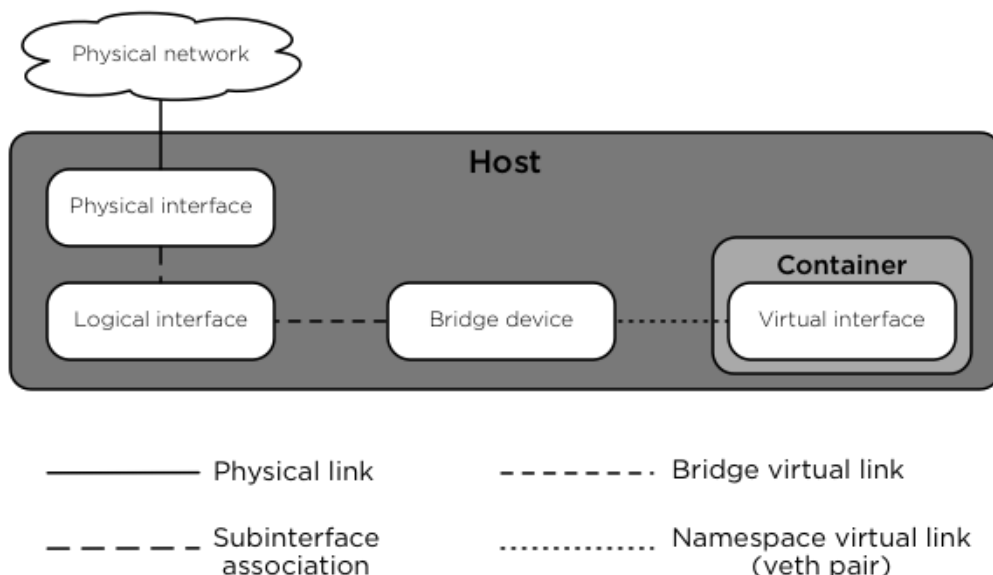 Physical network
Host
Physical interface
Container
Logical interface
Bridge device
Virtual interface
Physical link
Bridge virtual link
Subinterface
association
Namespace virtual link
(veth pair)